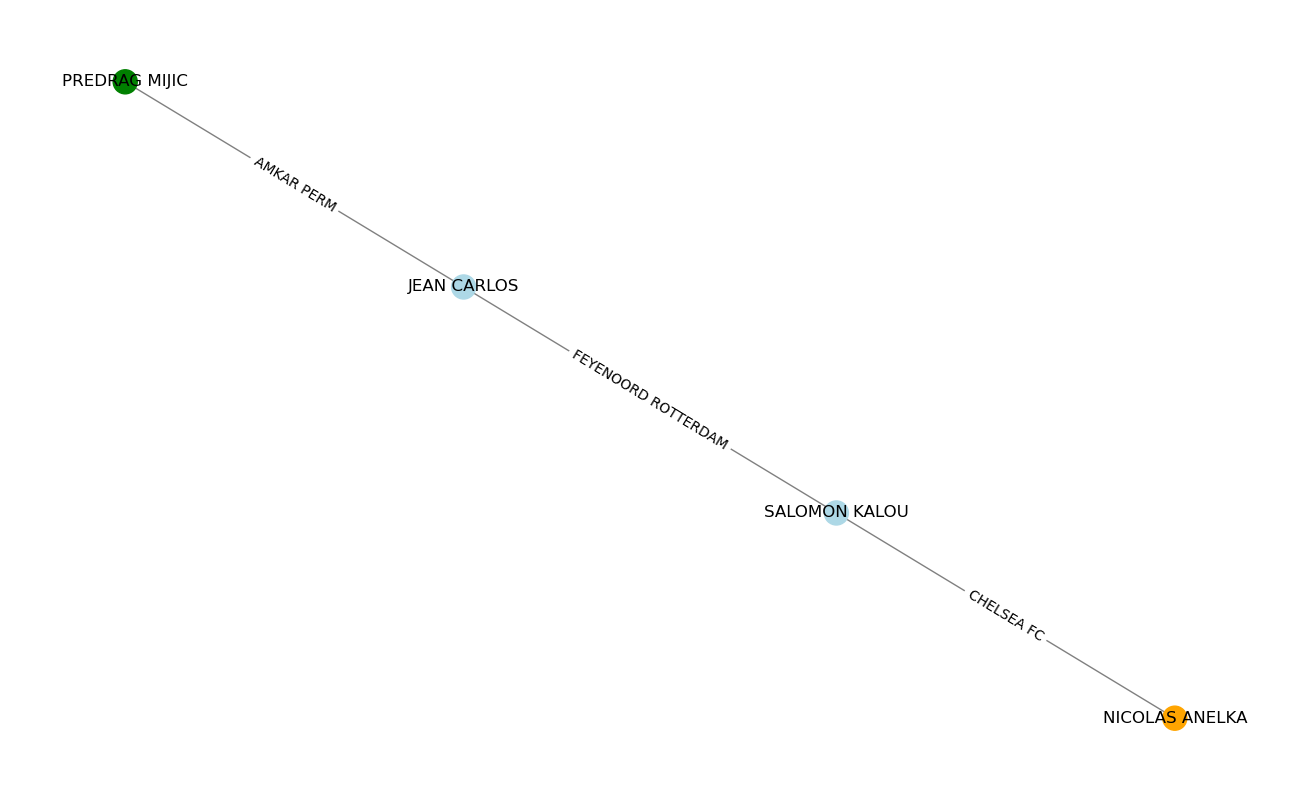 PREDRAG MIJIC
AMKAR PERM
JEAN CARLOS
FEYENOORD ROTTERDAM
SALOMON KALOU
CHELSEA FC
NICOLAS ANELKA